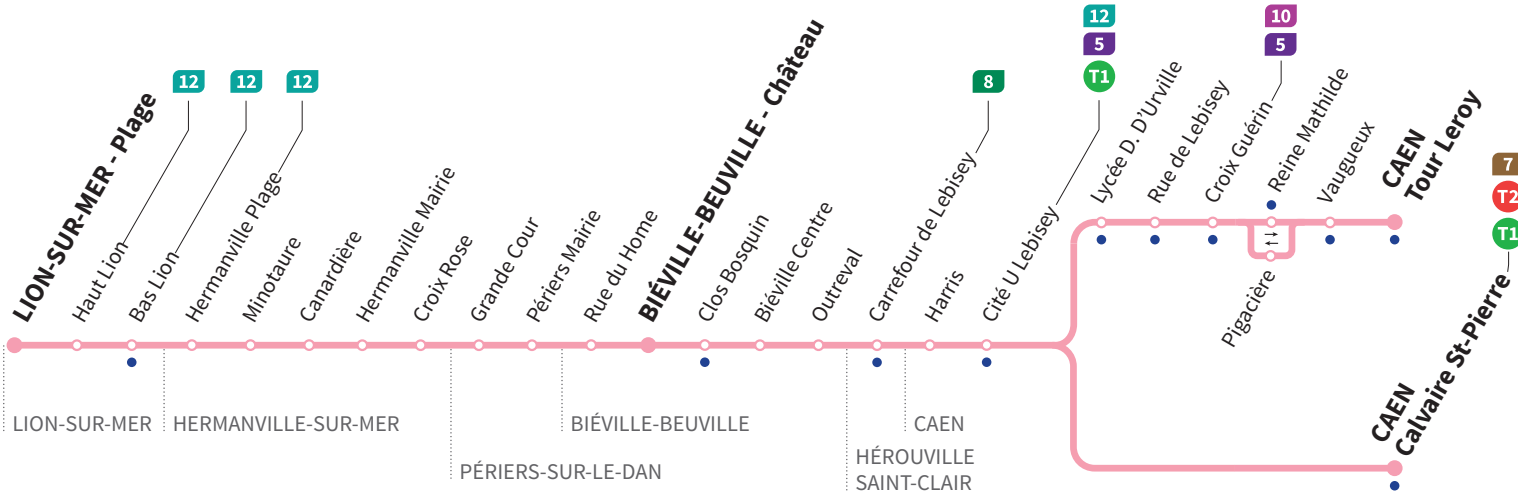 LION-SUR-MER - Plage
Haut Lion
12
Bas Lion
12
Hermanville Plage
12
Minotaure
Canardière
Hermanville Mairie
Croix Rose
Grande Cour
Périers Mairie
Rue du Home
BIÉVILLE-BEUVILLE - Château
Clos Bosquin
Biéville Centre
Outreval
Carrefour de Lebisey
8
Harris
Cité U Lebisey
12
5
T1
Lycée D. D'Urville
Rue de Lebisey
Croix Guérin
10
5
Reine Mathilde
Pigacière
Vaugueux
CAEN
Tour Leroy
CAEN
Calvaire St-Pierre
7
T2
T1
LION-SUR-MER
HERMANVILLE-SUR-MER
PÉRIERS-SUR-LE-DAN
BIÉVILLE-BEUVILLE
HÉROUVILLE
SAINT-CLAIR
CAEN